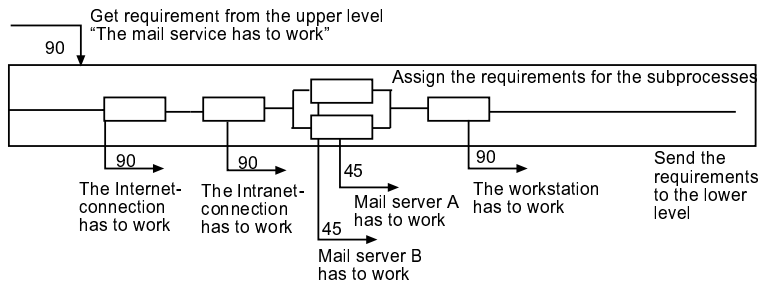 Get requirement from the upper level
“The mail service has to work”
90
Assign the requirements for the subprocesses
90
The Internet-
connection
has to work
90
The Intranet-
connection
has to work
45
Mail server A
has to work
45
Mail server B
has to work
90
The workstation
has to work
Send the
requirements
to the lower
level